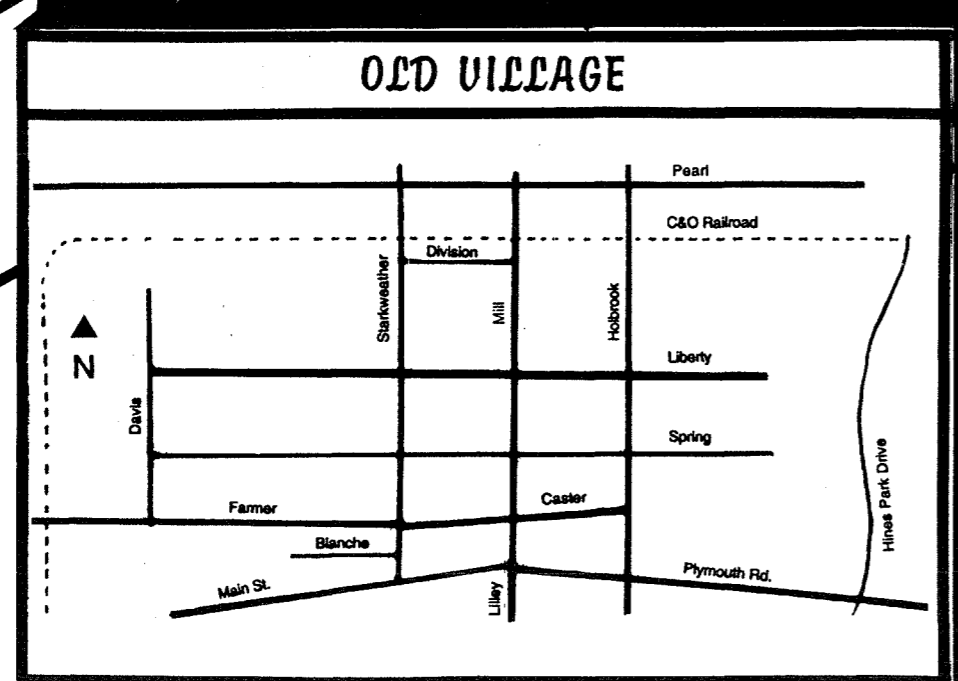 OLD VILLAGE
Pearl
C&O Railroad
Division
Starkweather
Mill
Holbrook
N
Liberty
Davis
Spring
Farmer
Caster
Hines Park Drive
Blanche
Main St.
Lilley
Plymouth Rd.